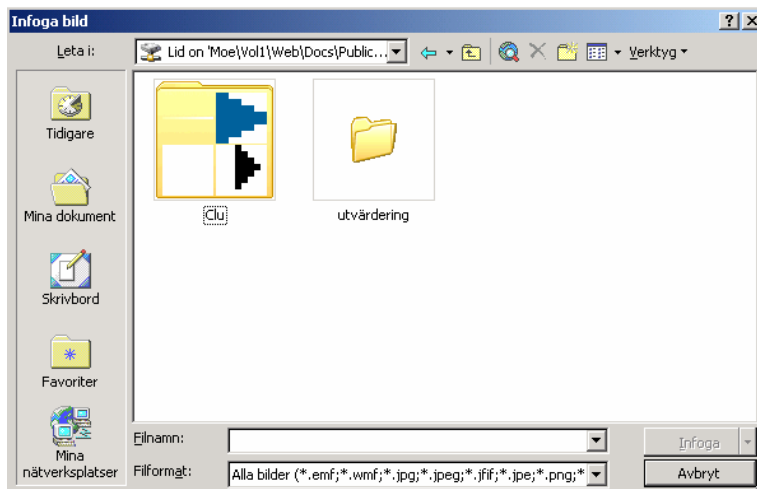 Infoga bild
Leta i:
Lid on 'Moe\Vol1\Web\Docs\Public...
Verktyg
Tidigare
Mina dokument
Skrivbord
Favoriter
Mina
nätverksplatser
Clu
utvärdering
Filnamn:
Infoga
Filformat:
Alla bilder (*.emf;*.wmf;*.jpg;*.jpeg;*.jfif;*.jpe;*.png;*
Avbryt